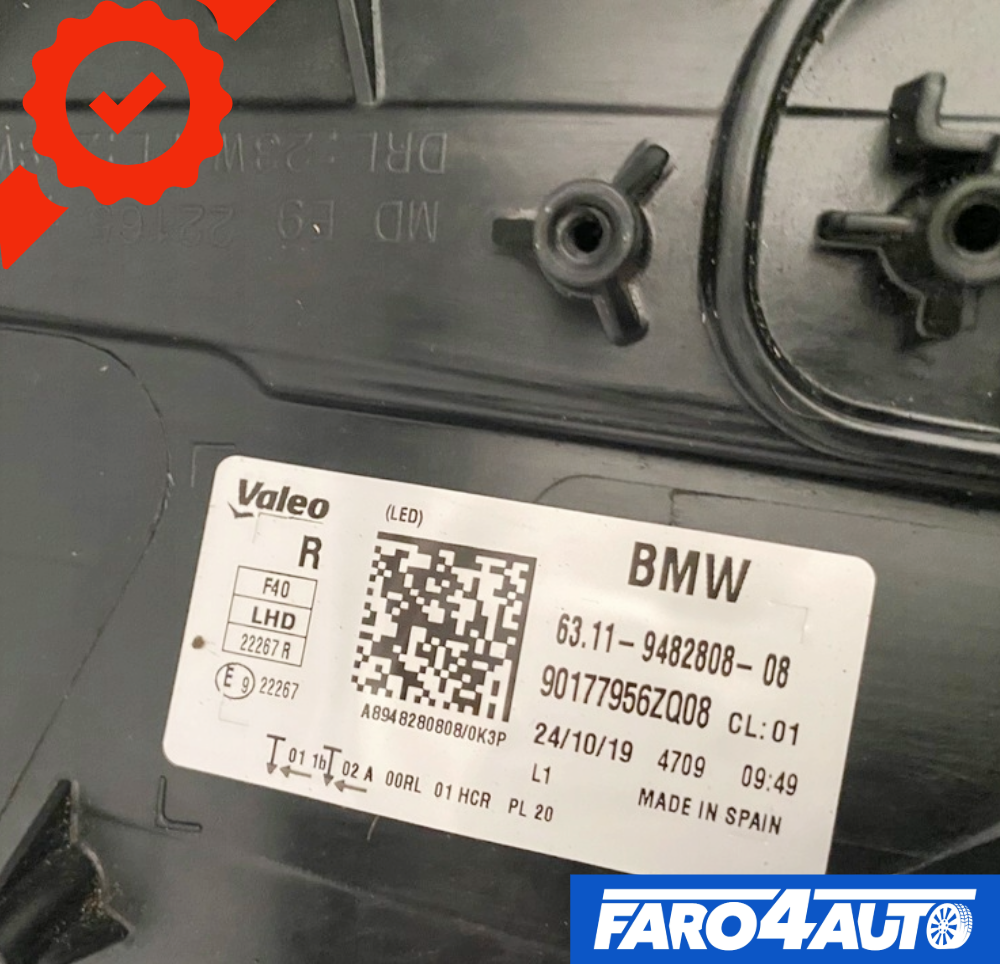 DRL: 23W
MD E9
Valeo
(LED)
R
BMW
F40
LHD
22267 R
E 9 22267
63.11-9482808-08
90177956ZQ08 CL:01
A8948280808/0K3P
24/10/19 4709 09:49
01 1b 02 A 00RL 01 HCR PL 20
L1
MADE IN SPAIN
FARO4AUTO